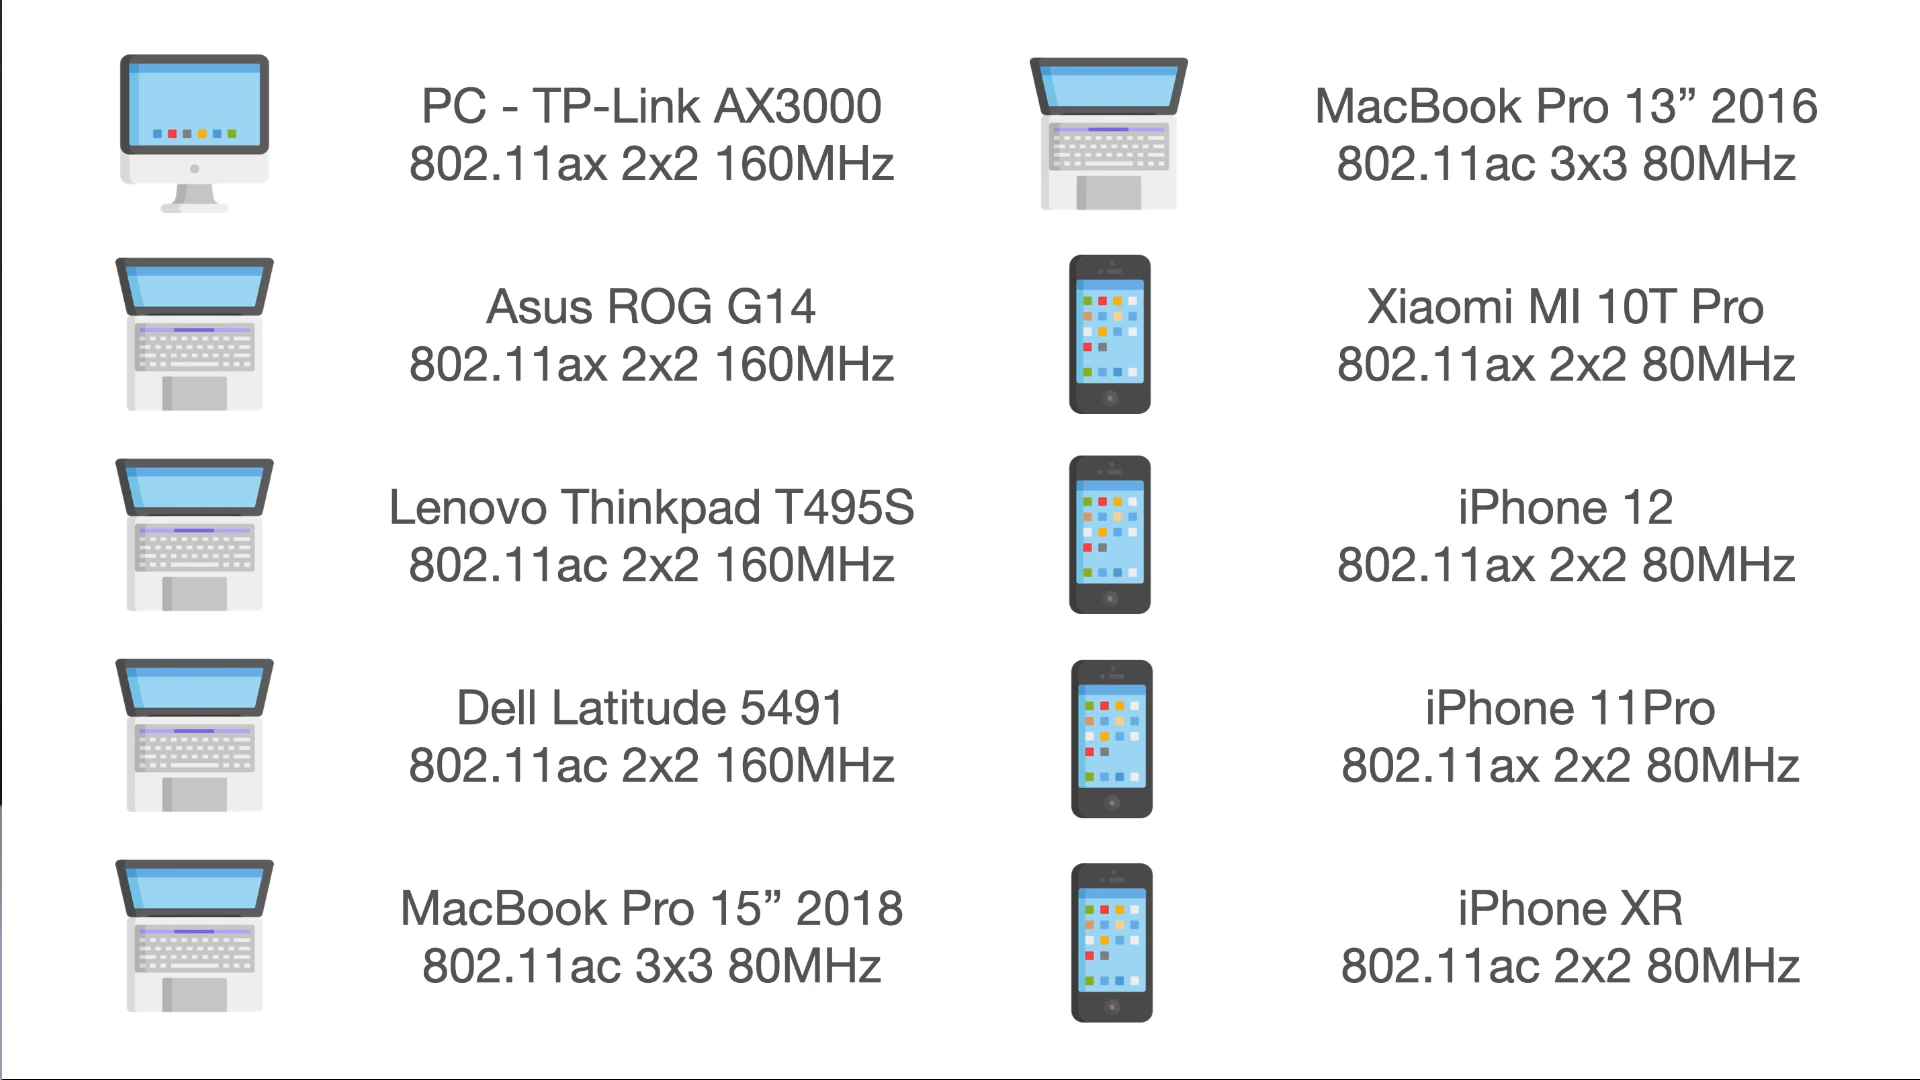 PC - TP-Link AX3000
802.11ax 2x2 160MHz
Asus ROG G14
802.11ax 2x2 160MHz
Lenovo Thinkpad T495S
802.11ac 2x2 160MHz
Dell Latitude 5491
802.11ac 2x2 160MHz
MacBook Pro 15” 2018
802.11ac 3x3 80MHz
MacBook Pro 13” 2016
802.11ac 3x3 80MHz
Xiaomi MI 10T Pro
802.11ax 2x2 80MHz
iPhone 12
802.11ax 2x2 80MHz
iPhone 11Pro
802.11ax 2x2 80MHz
iPhone XR
802.11ac 2x2 80MHz